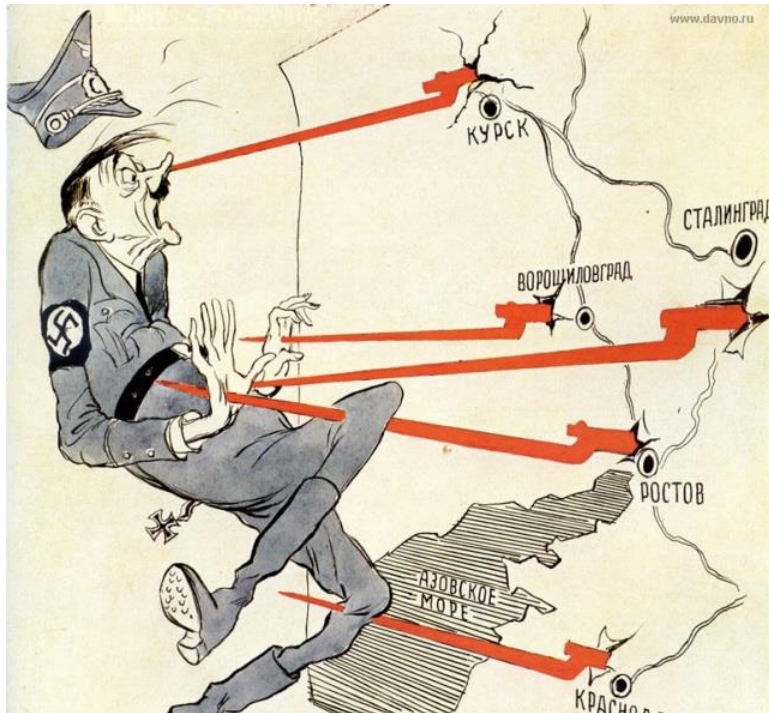 www.davno.ru
КУРСК
СТАЛИНГРАД
ВОРОШИЛОВГРАД
РОСТОВ
АЗОВСКОЕ
МОРЕ